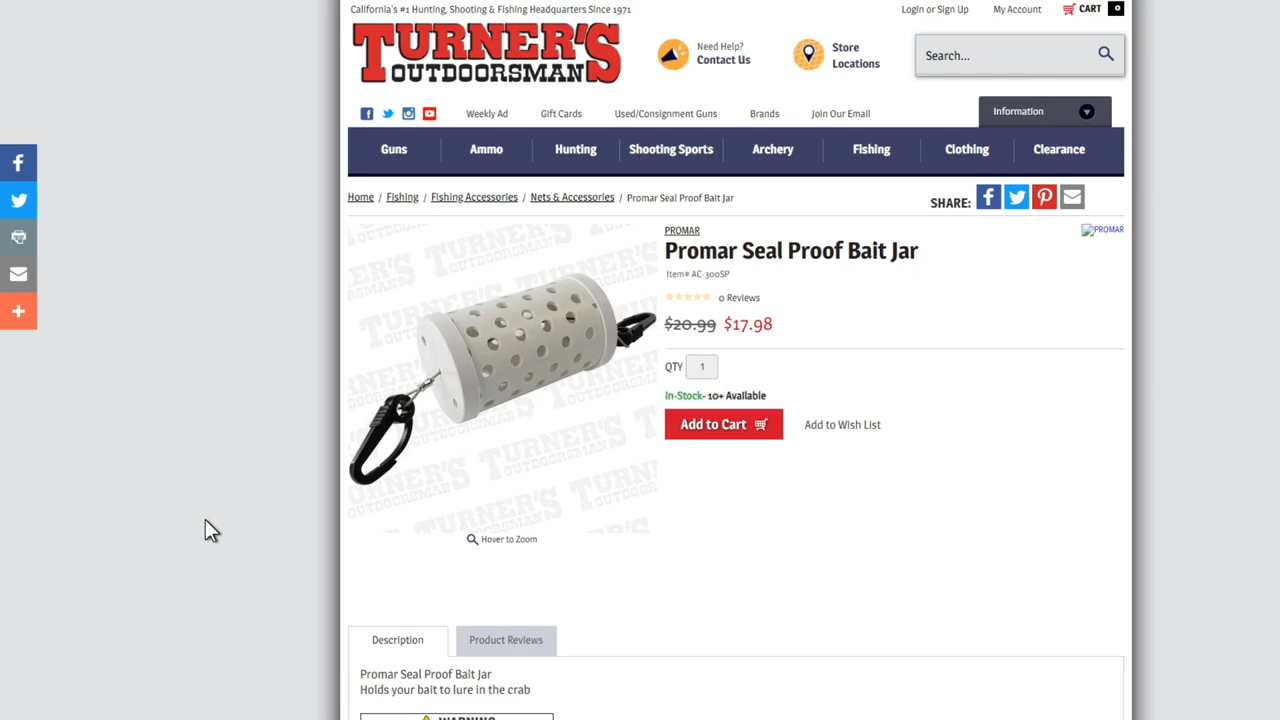 California's #1 Hunting, Shooting & Fishing Headquarters Since 1971
Login or Sign Up
My Account
CART 0
TURNER'S
OUTDOORSMAN
Need Help?
Contact Us
Store
Locations
Search...
Weekly Ad
Gift Cards
Used/Consignment Guns
Brands
Join Our Email
Information
Guns
Ammo
Hunting
Shooting Sports
Archery
Fishing
Clothing
Clearance
Home / Fishing / Fishing Accessories / Nets & Accessories / Promar Seal Proof Bait Jar
SHARE:
PROMAR
PROMAR
Promar Seal Proof Bait Jar
Item# AC-300SP
0 Reviews
$20.99 $17.98
QTY 1
In-Stock- 10+ Available
Add to Cart
Add to Wish List
TURNER'S
OUTDOORSMAN
Hover to Zoom
Description
Product Reviews
Promar Seal Proof Bait Jar
Holds your bait to lure in the crab
WARNING